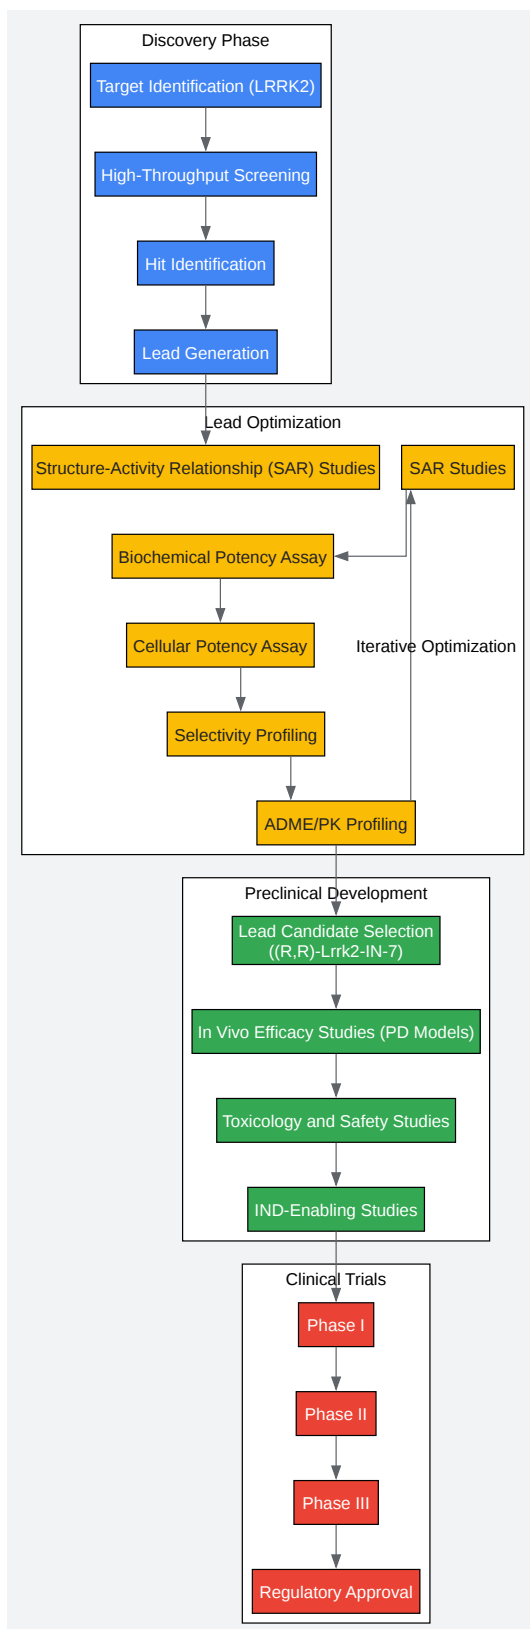 Discovery Phase
Target Identification (LRRK2)
High-Throughput Screening
Hit Identification
Lead Generation
Lead Optimization
Structure-Activity Relationship (SAR) Studies
SAR Studies
Biochemical Potency Assay
Cellular Potency Assay
Iterative Optimization
Selectivity Profiling
ADME/PK Profiling
Preclinical Development
Lead Candidate Selection
((R,R)-Lrrk2-IN-7)
In Vivo Efficacy Studies (PD Models)
Toxicology and Safety Studies
IND-Enabling Studies
Clinical Trials
Phase I
Phase II
Phase III
Regulatory Approval